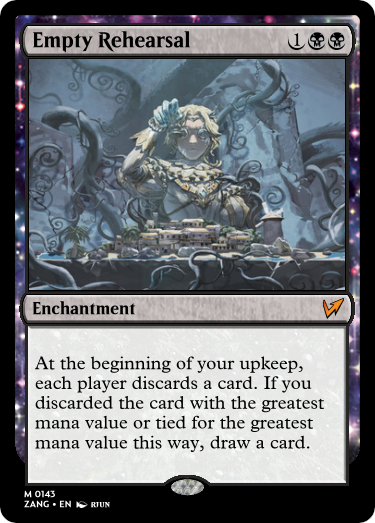 Empty Rehearsal 1
Enchantment
At the beginning of your upkeep,
each player discards a card. If you
discarded the card with the greatest
mana value or tied for the greatest
mana value this way, draw a card.
M 0143
ZANG • EN RJUN